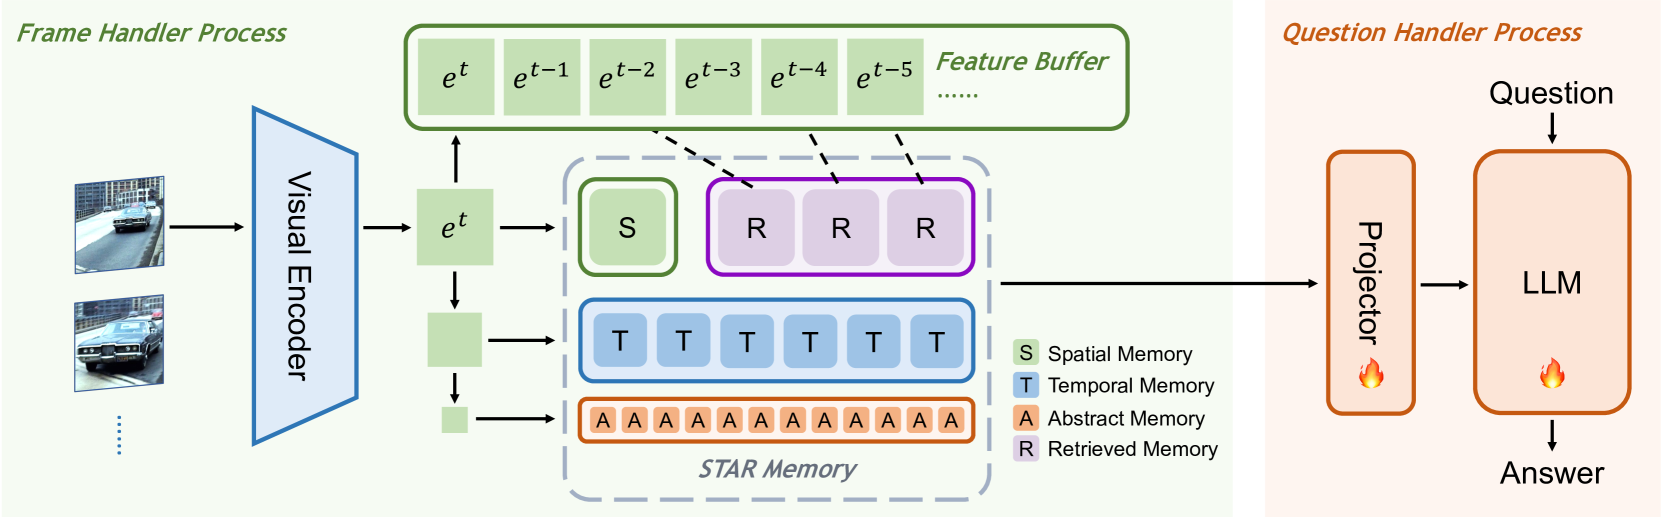 Frame Handler Process
Question Handler Process
e^t e^{t−1} e^{t−2} e^{t−3} e^{t−4} e^{t−5} Feature Buffer
......
Question
Visual Encoder
e^t
S R R R
Projector
LLM
T T T T T T
A A A A A A A A A A A A
STAR Memory
S Spatial Memory
T Temporal Memory
A Abstract Memory
R Retrieved Memory
Answer